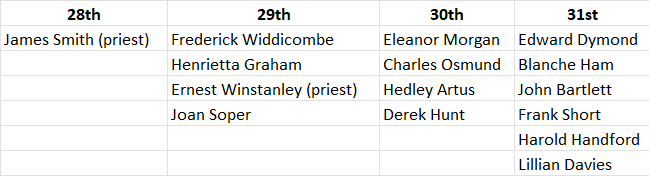 28th 29th 30th 31st
James Smith (priest) Frederick Widdicombe Eleanor Morgan Edward Dymond
Henrietta Graham Charles Osmund Blanche Ham
Ernest Winstanley (priest) Hedley Artus John Bartlett
Joan Soper Derek Hunt Frank Short
Harold Handford
Lillian Davies